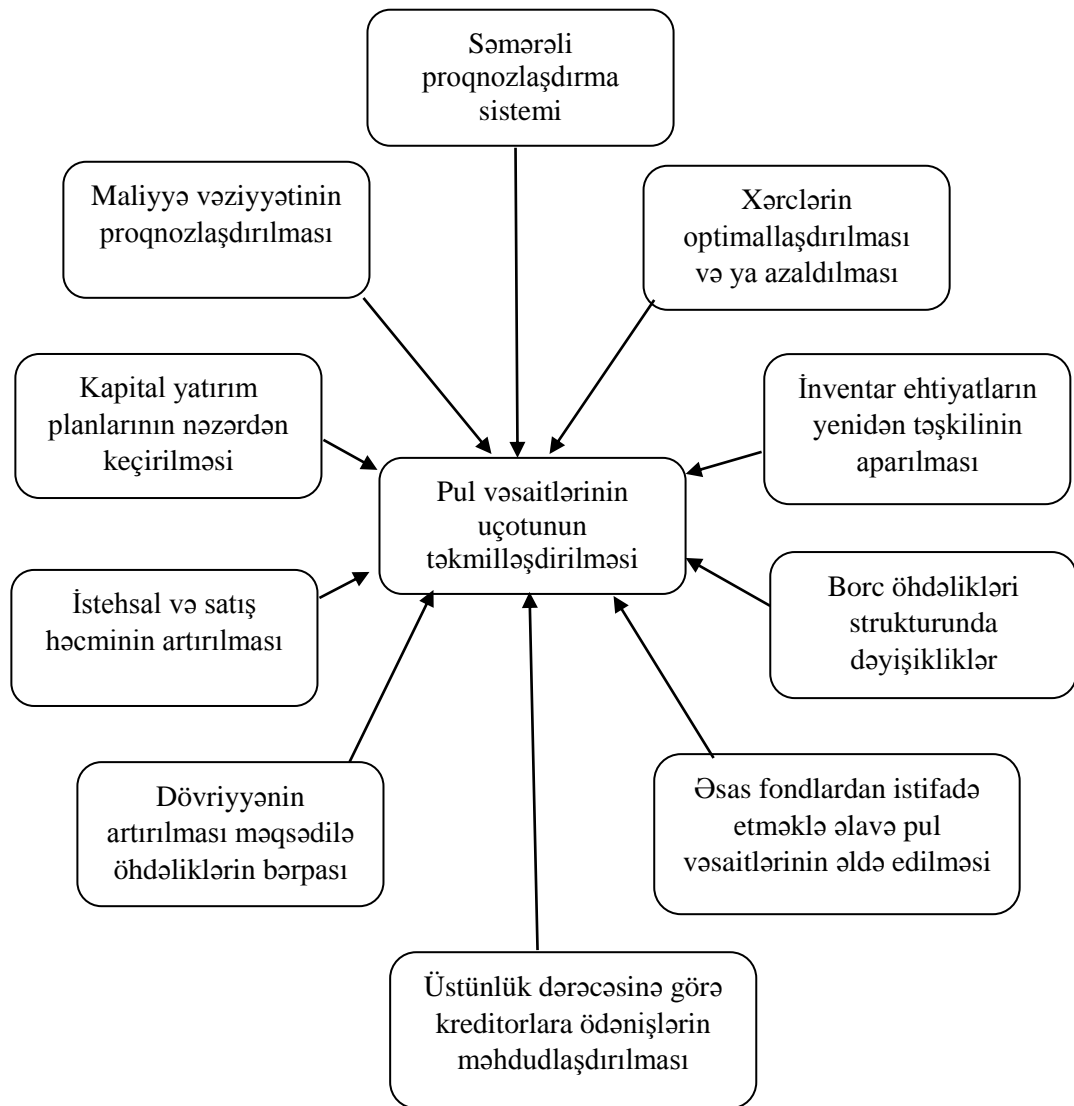 Səmərəli
proqnozlaşdırma
sistemi
Maliyyə vəziyyətinin
proqnozlaşdırılması
Xərclərin
optimallaşdırılması
və ya azaldılması
Kapital yatırım
planlarının nəzərdən
keçirilməsi
İnventar ehtiyatların
yenidən təşkilinin
aparılması
Pul vəsaitlərinin
uçotunun
təkmilləşdirilməsi
İstehsal və satış
həcminin artırılması
Borc öhdəlikləri
strukturunda
dəyişikliklər
Dövriyyənin
artırılması məqsədilə
öhdəliklərin bərpası
Əsas fondlardan istifadə
etməklə əlavə pul
vəsaitlərinin əldə edilməsi
Üstünlük dərəcəsinə görə
kreditorlara ödənişlərin
məhdudlaşdırılması